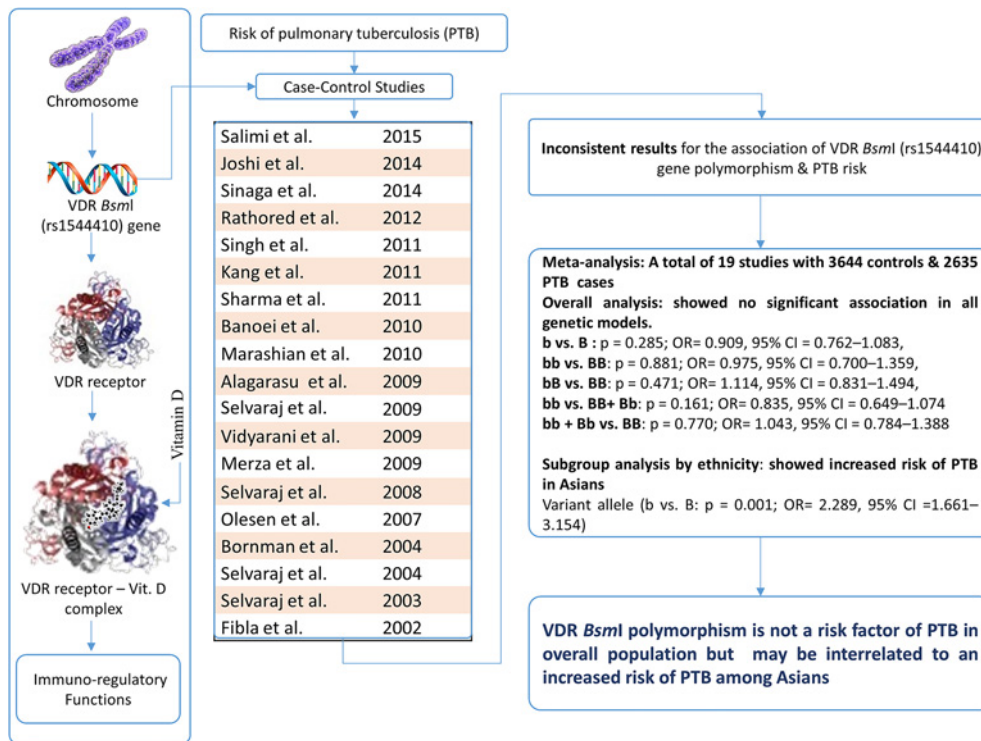 Chromosome
VDR BsmI
(rs1544410) gene
VDR receptor
Vitamin D
VDR receptor – Vit. D
complex
Immuno-regulatory
Functions
Risk of pulmonary tuberculosis (PTB)
Case-Control Studies
Salimi et al. 2015
Joshi et al. 2014
Sinaga et al. 2014
Rathored et al. 2012
Singh et al. 2011
Kang et al. 2011
Sharma et al. 2011
Banoei et al. 2010
Marashian et al. 2010
Alagarasu et al. 2009
Selvaraj et al. 2009
Vidyarani et al. 2009
Merza et al. 2009
Selvaraj et al. 2008
Olesen et al. 2007
Bornman et al. 2004
Selvaraj et al. 2004
Selvaraj et al. 2003
Fibla et al. 2002
Inconsistent results for the association of VDR BsmI (rs1544410)
gene polymorphism & PTB risk
Meta-analysis: A total of 19 studies with 3644 controls & 2635
PTB cases
Overall analysis: showed no significant association in all
genetic models.
b vs. B : p = 0.285; OR= 0.909, 95% CI = 0.762–1.083,
bb vs. BB: p = 0.881; OR= 0.975, 95% CI = 0.700–1.359,
bB vs. BB: p = 0.471; OR= 1.114, 95% CI = 0.831–1.494,
bb vs. BB+ Bb: p = 0.161; OR= 0.835, 95% CI = 0.649–1.074
bb + Bb vs. BB: p = 0.770; OR= 1.043, 95% CI = 0.784–1.388
Subgroup analysis by ethnicity: showed increased risk of PTB
in Asians
Variant allele (b vs. B: p = 0.001; OR= 2.289, 95% CI =1.661–
3.154)
VDR BsmI polymorphism is not a risk factor of PTB in
overall population but may be interrelated to an
increased risk of PTB among Asians